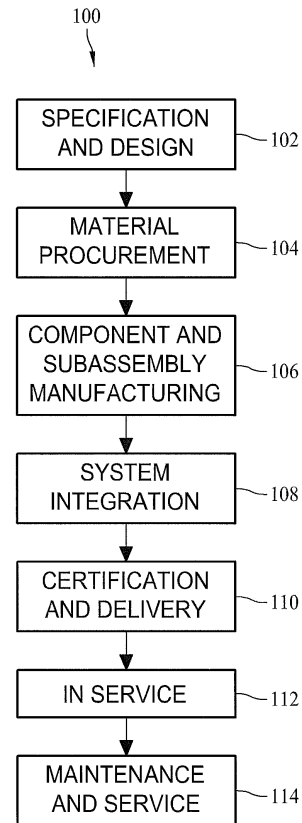 100
SPECIFICATION
AND DESIGN
102
MATERIAL
PROCUREMENT
104
COMPONENT AND
SUBASSEMBLY
MANUFACTURING
106
SYSTEM
INTEGRATION
108
CERTIFICATION
AND DELIVERY
110
IN SERVICE
112
MAINTENANCE
AND SERVICE
114